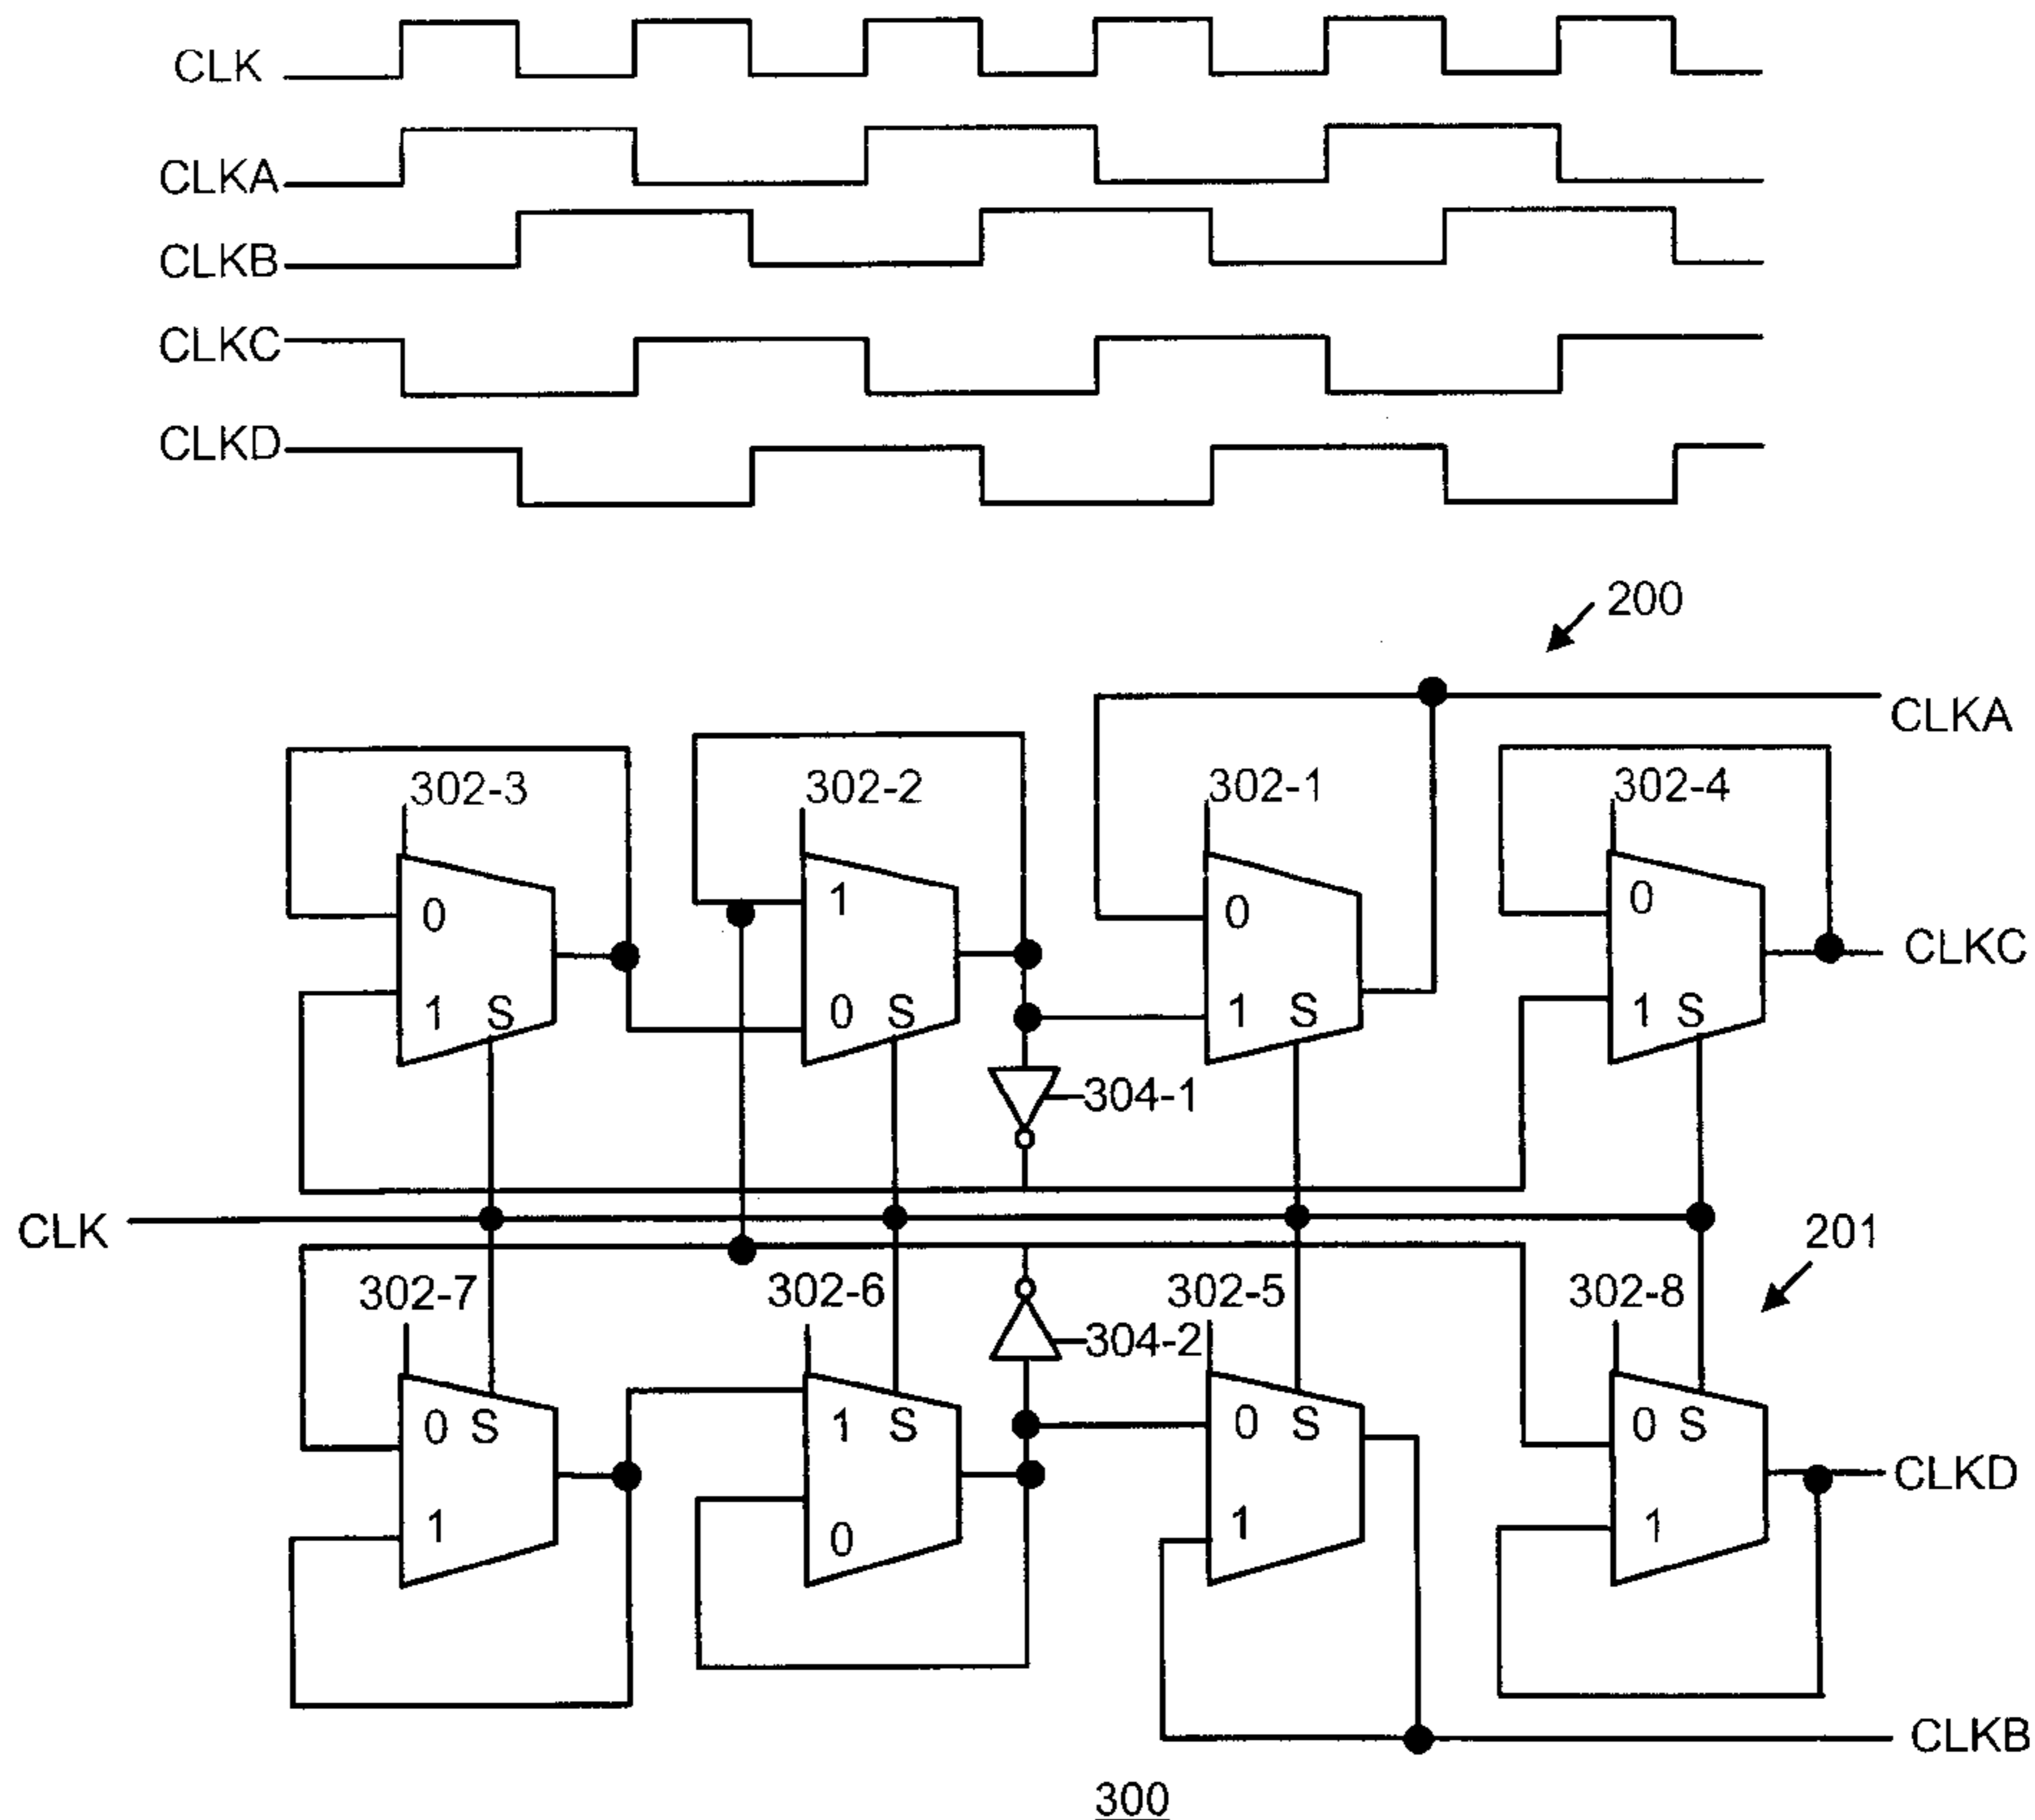 CLK
CLKA
CLKB
CLKC
CLKD
200
CLKA
302-3 302-2 302-1 302-4
0 1 0 0
CLKC
1 S 0 S 1 S 1 S
304-1
CLK
201
302-7 302-6 302-5 302-8
304-2
0 S 1 S 0 S 0 S
CLKD
1 0 1 1
CLKB
300